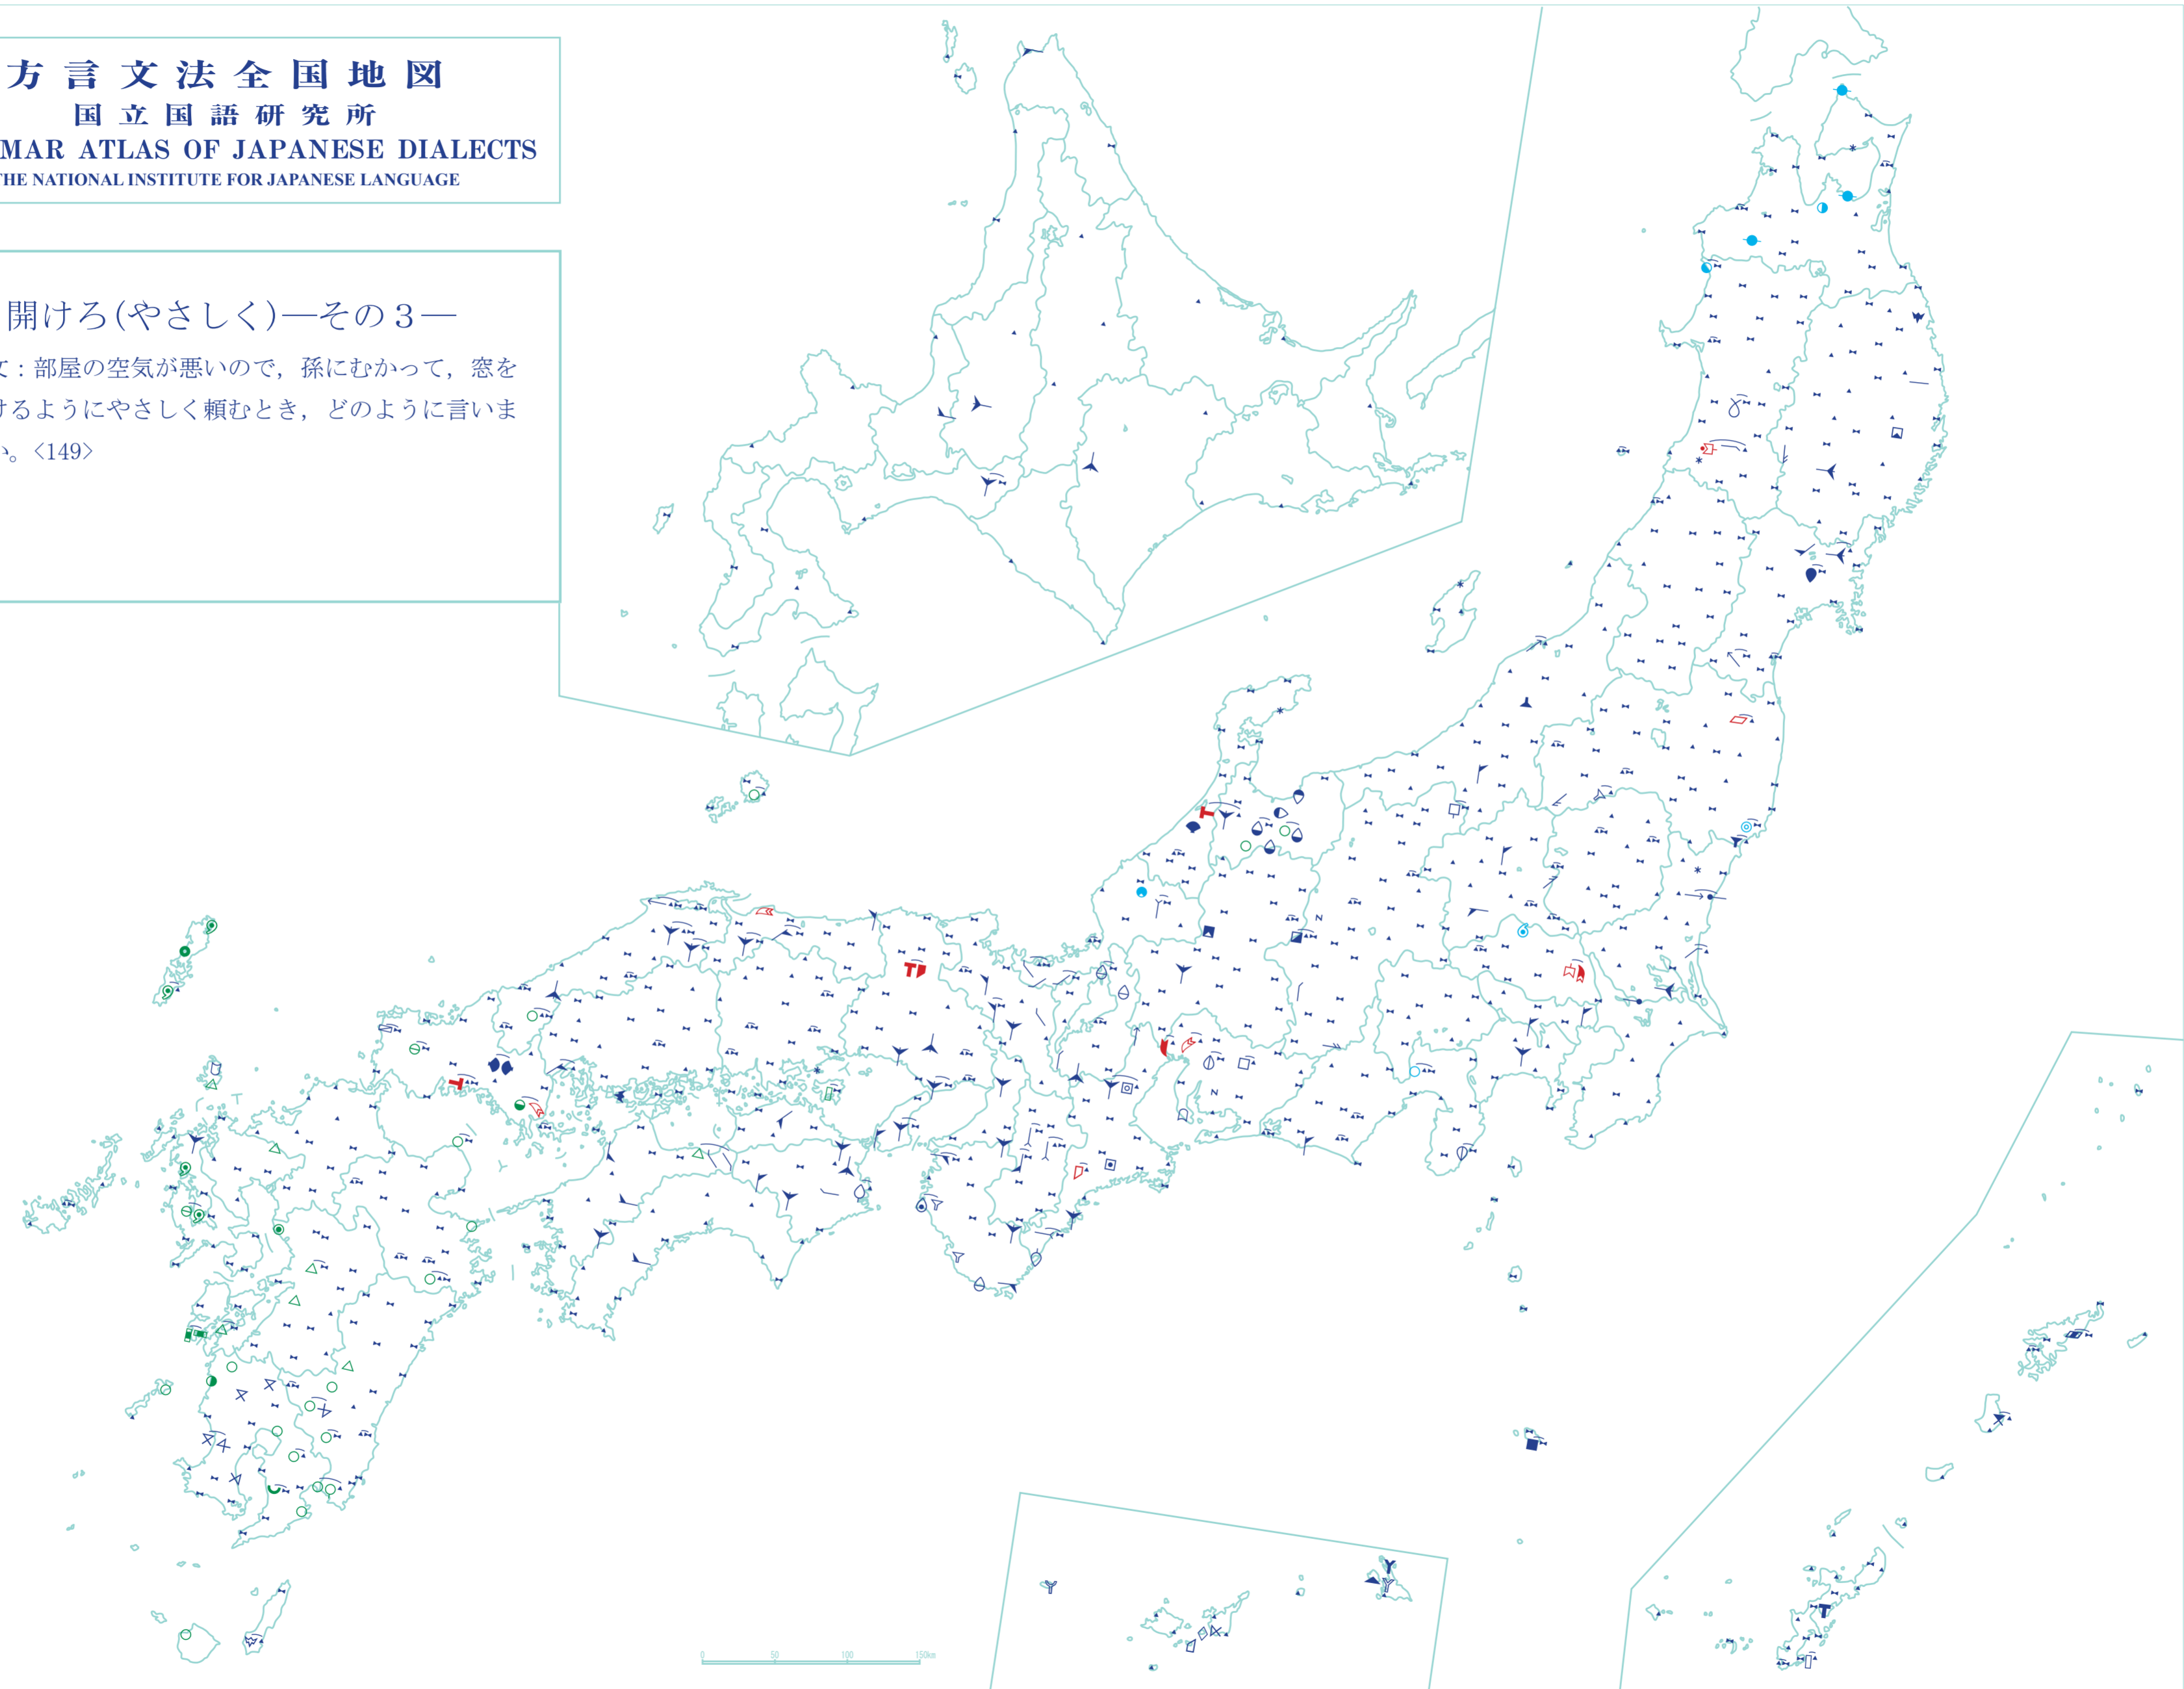 方言文法全国地図
国立国語研究所
MAR ATLAS OF JAPANESE DIALECTS
THE NATIONAL INSTITUTE FOR JAPANESE LANGUAGE
開けろ(やさしく)―その3―
文：部屋の空気が悪いので，孫にむかって，窓を
けるようにやさしく頼むとき，どのように言いま
か。〈149〉
0 50 100 150km